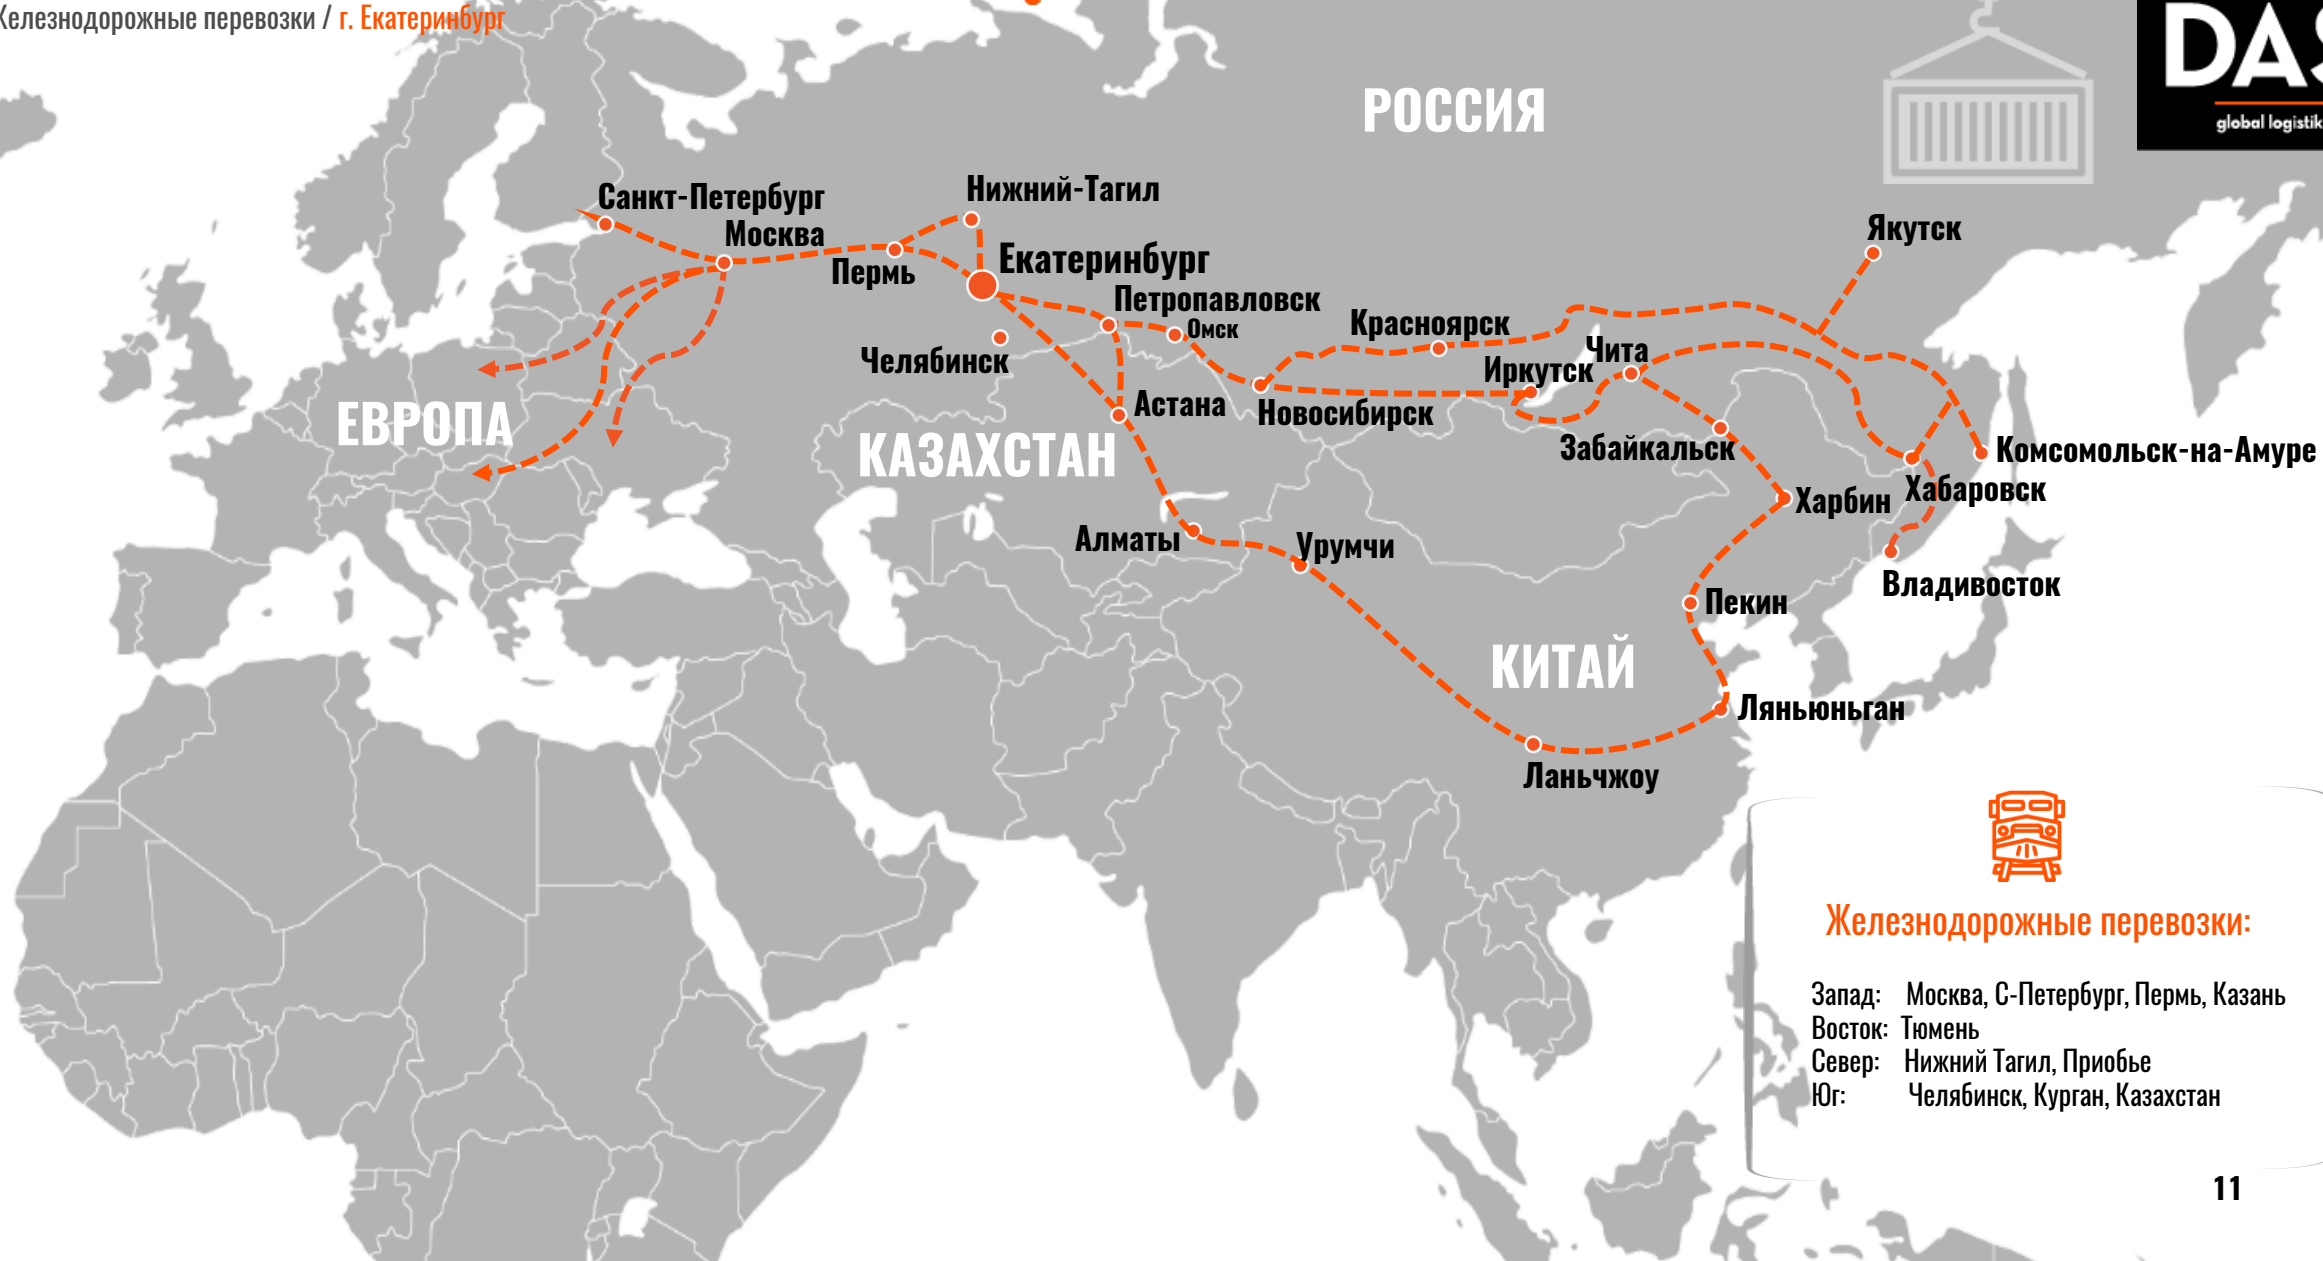 Железнодорожные перевозки / г. Екатеринбург
DAS
global logistik
РОССИЯ
Санкт-Петербург
Нижний-Тагил
Москва
Якутск
Екатеринбург
Пермь
Петропавловск
Омск
Красноярск
Челябинск
Чита
Иркутск
Астана
Новосибирск
ЕВРОПА
КАЗАХСТАН
Забайкальск
Комсомольск-на-Амуре
Хабаровск
Харбин
Алматы
Урумчи
Владивосток
Пекин
КИТАЙ
Ляньюньган
Ланьчжоу
Железнодорожные перевозки:
Запад: Москва, С-Петербург, Пермь, Казань
Восток: Тюмень
Север: Нижний Тагил, Приобье
Юг: Челябинск, Курган, Казахстан
11